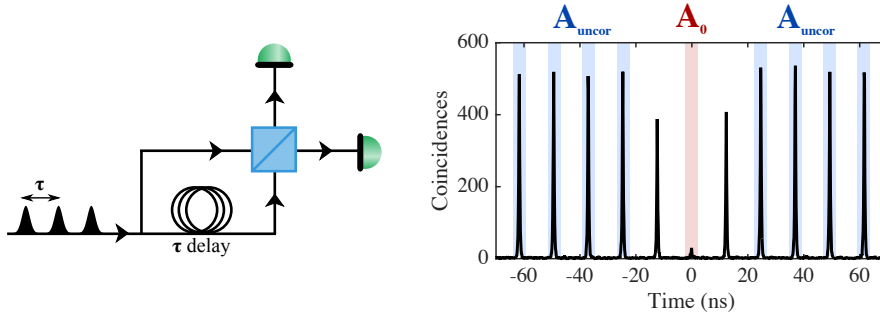 τ
τ delay
A_uncor A_0 A_uncor
600
400
200
0
Coincidences
-60 -40 -20 0 20 40 60
Time (ns)